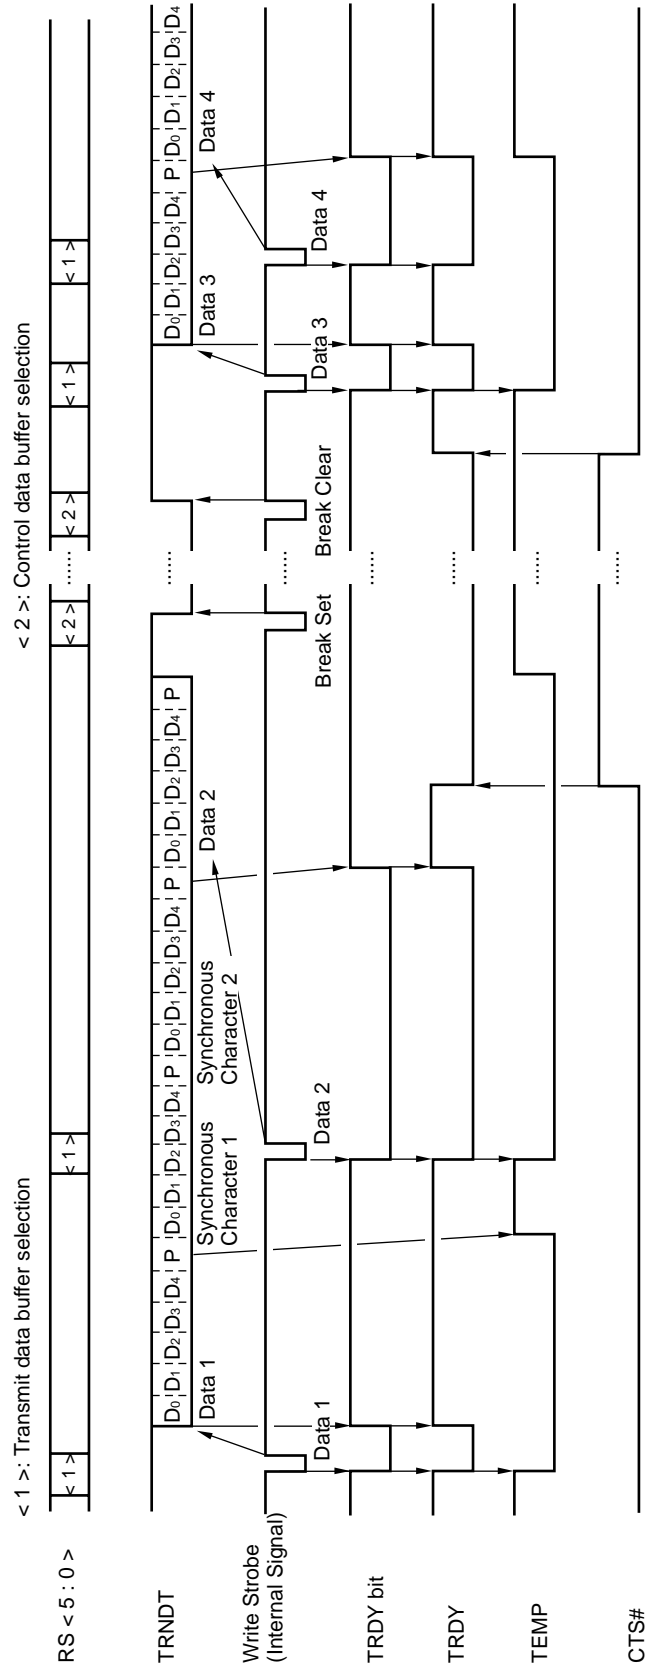 < 1 >: Transmit data buffer selection
< 2 >: Control data buffer selection
RS < 5 : 0 >
< 1 >
< 1 >
< 2 >
......
< 2 >
< 1 >
< 1 >
TRNDT
D0 D1 D2 D3 D4 P D0 D1 D2 D3 D4 P D0 D1 D2 D3 D4 P D0 D1 D2 D3 D4 P
......
D0 D1 D2 D3 D4 P D0 D1 D2 D3 D4
Data 1
Synchronous
Character 1
Synchronous
Character 2
Data 2
Data 3
Data 4
Write Strobe
(Internal Signal)
......
Data 1
Data 2
Break Set
Break Clear
Data 3
Data 4
TRDY bit
......
TRDY
......
TEMP
......
CTS#
......